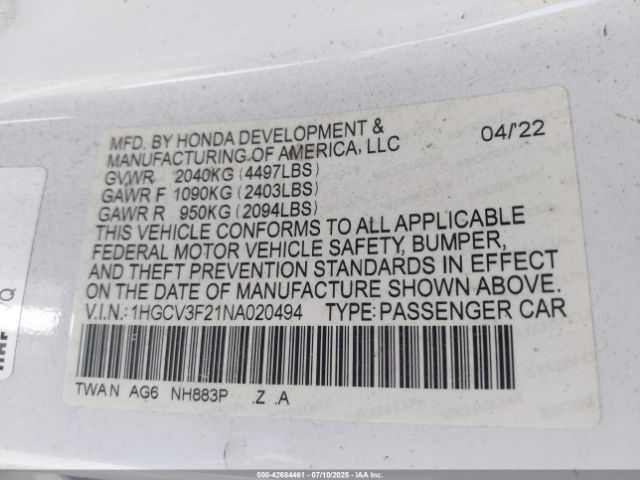 MFD. BY HONDA DEVELOPMENT &
MANUFACTURING OF AMERICA, LLC 04/'22
GVWR 2040KG (4497LBS)
GAWR F 1090KG (2403LBS)
GAWR R 950KG (2094LBS)
THIS VEHICLE CONFORMS TO ALL APPLICABLE
FEDERAL MOTOR VEHICLE SAFETY, BUMPER,
AND THEFT PREVENTION STANDARDS IN EFFECT
ON THE DATE OF MANUFACTURE SHOWN ABOVE.
V.I.N.: 1HGCV3F21NA020494 TYPE: PASSENGER CAR
TWAN AG6 NH883P .Z .A
Q
000-42684461 - 07/10/2025 - IAAI.COM